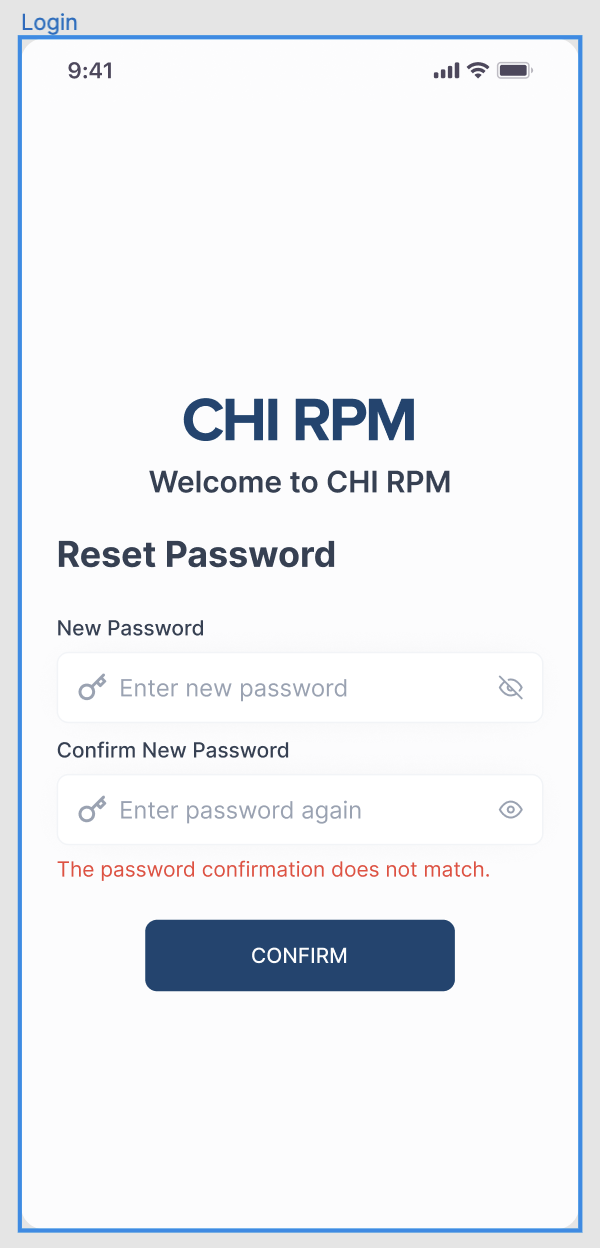 Login
9:41
CHI RPM
Welcome to CHI RPM
Reset Password
New Password
Enter new password
Confirm New Password
Enter password again
The password confirmation does not match.
CONFIRM